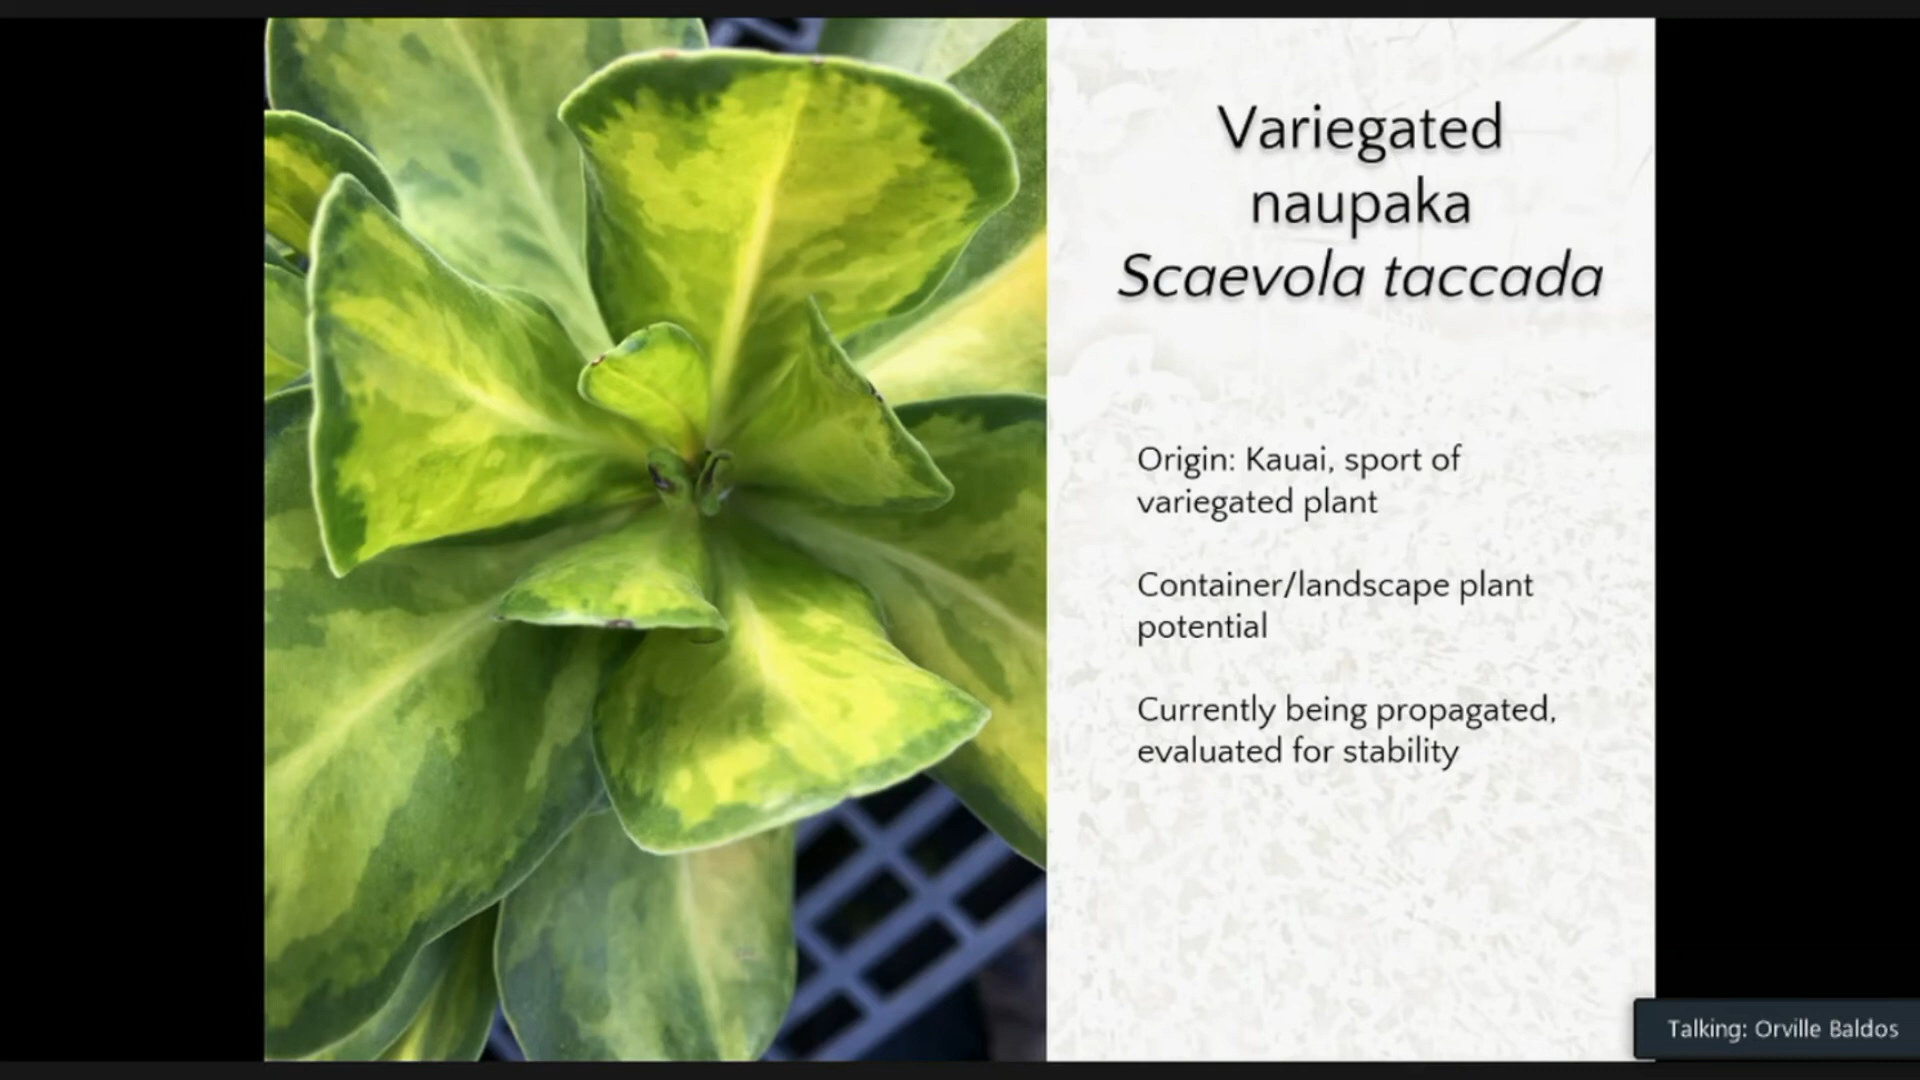 Variegated
naupaka
Scaevola taccada
Origin: Kauai, sport of
variegated plant
Container/landscape plant
potential
Currently being propagated,
evaluated for stability
Talking: Orville Baldos